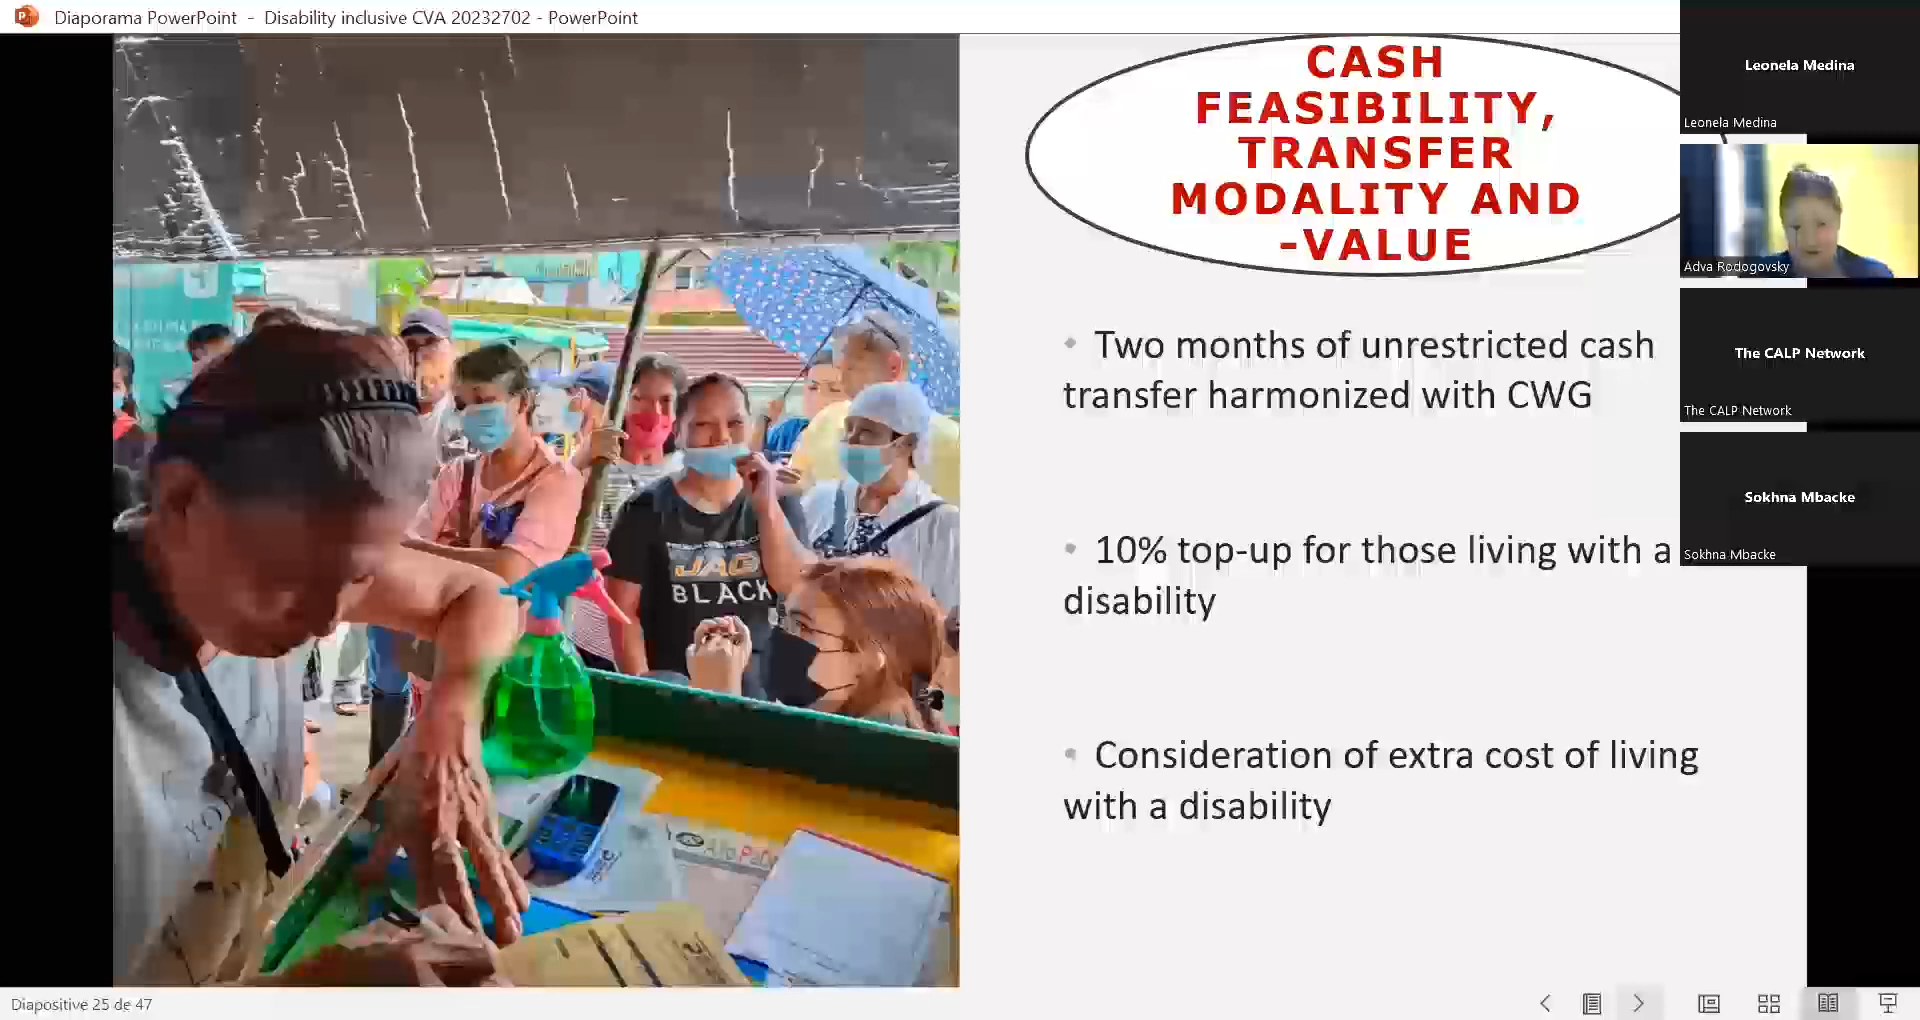 Diaporama PowerPoint - Disability inclusive CVA 20232702 - PowerPoint
CASH
FEASIBILITY,
TRANSFER
MODALITY AND
-VALUE
• Two months of unrestricted cash
transfer harmonized with CWG
• 10% top-up for those living with a
disability
• Consideration of extra cost of living
with a disability
JAG
BLACK
Leonela Medina
Leonela Medina
Adva Rodogovsky
The CALP Network
The CALP Network
Sokhna Mbacke
Sokhna Mbacke
Diapositive 25 de 47